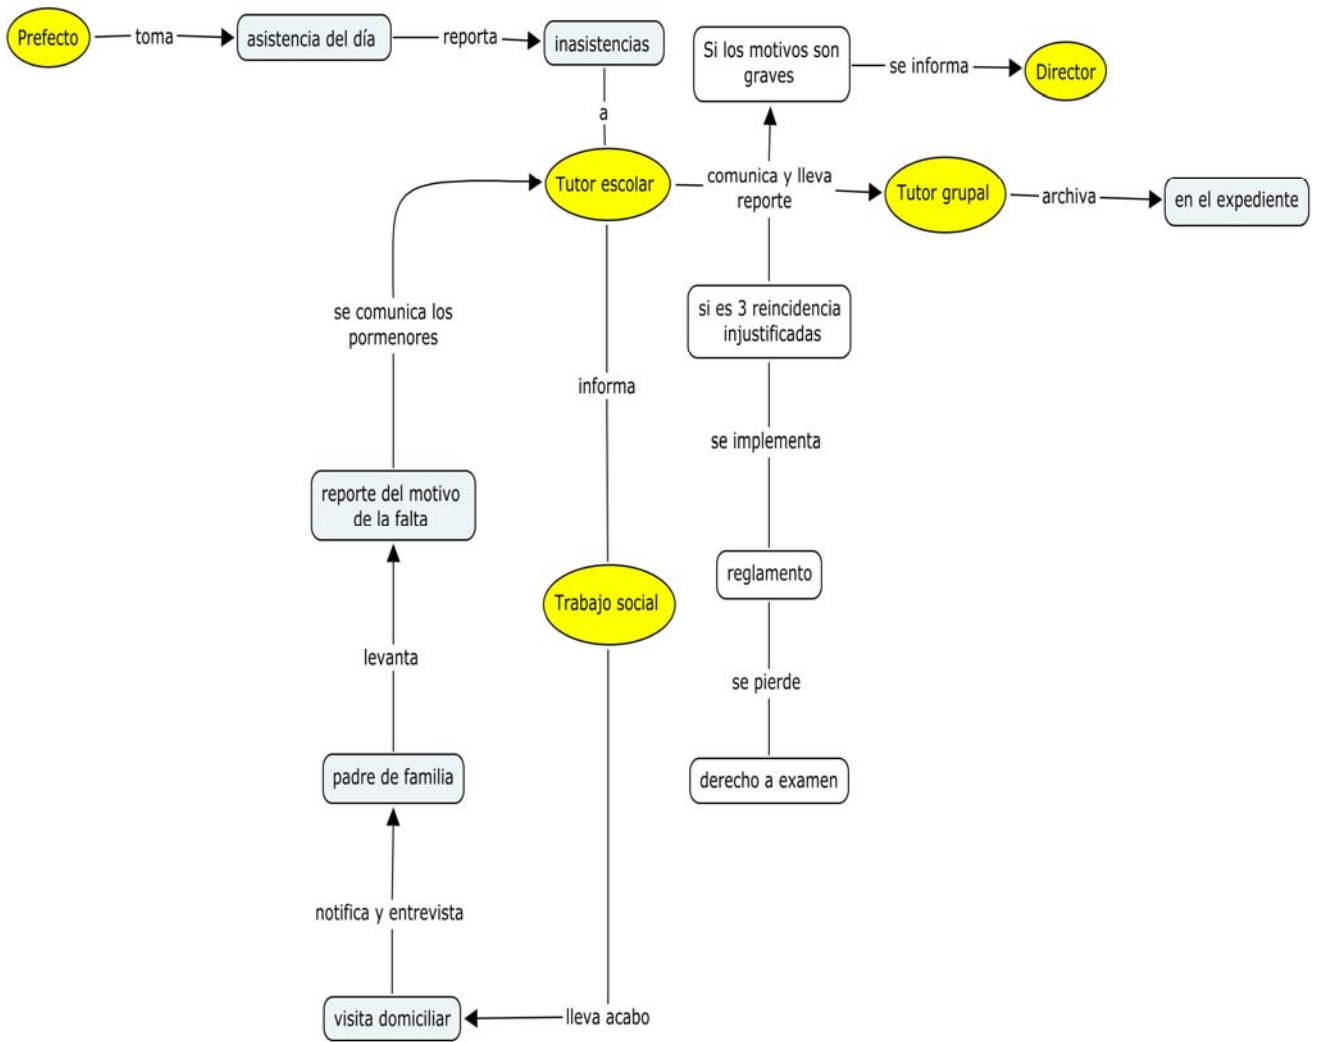 Prefecto
toma
asistencia del día
reporta
inasistencias
a
Si los motivos son
graves
se informa
Director
Tutor escolar
comunica y lleva
reporte
Tutor grupal
archiva
en el expediente
se comunica los
pormenores
si es 3 reincidencia
injustificadas
informa
se implementa
reporte del motivo
de la falta
reglamento
Trabajo social
levanta
se pierde
padre de familia
derecho a examen
notifica y entrevista
visita domiciliar
lleva acabo